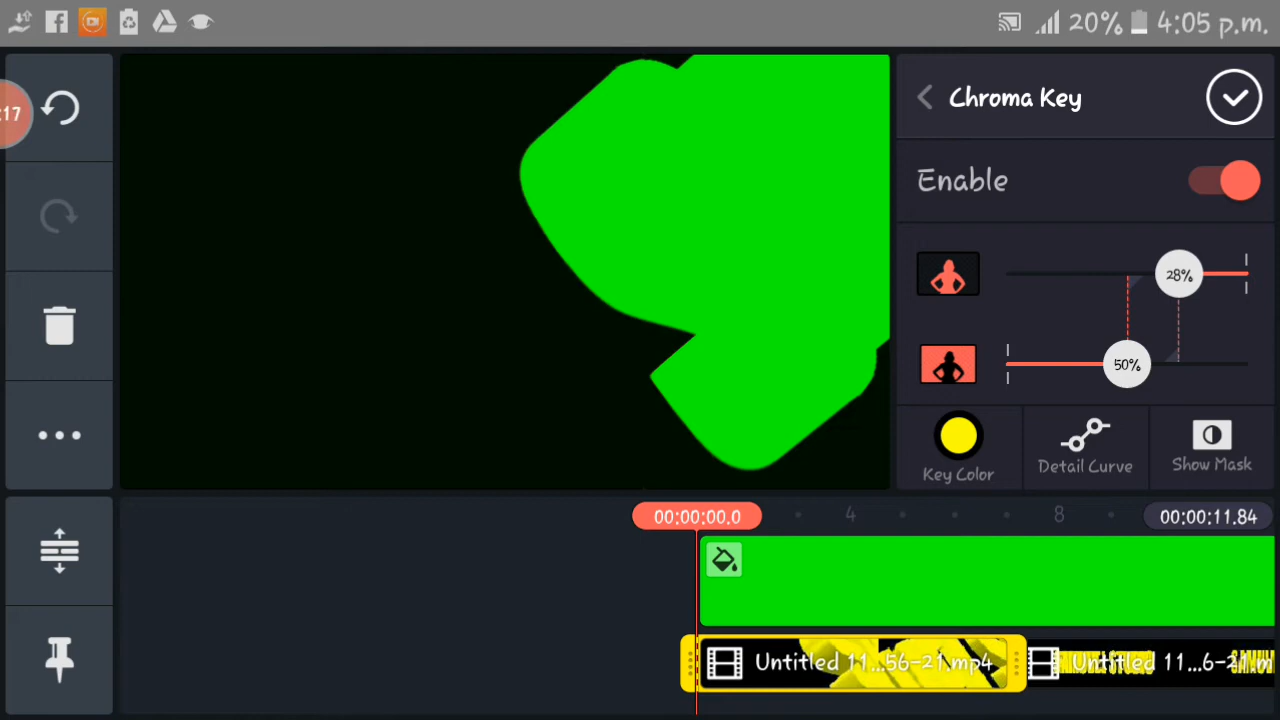 20% 4:05 p.m.
:17
Chroma Key
Enable
28%
50%
Key Color
Detail Curve
Show Mask
00:00:00.0
4
8
00:00:11.84
Untitled 11...56-21.mp4
Untitled 11...6-21.m